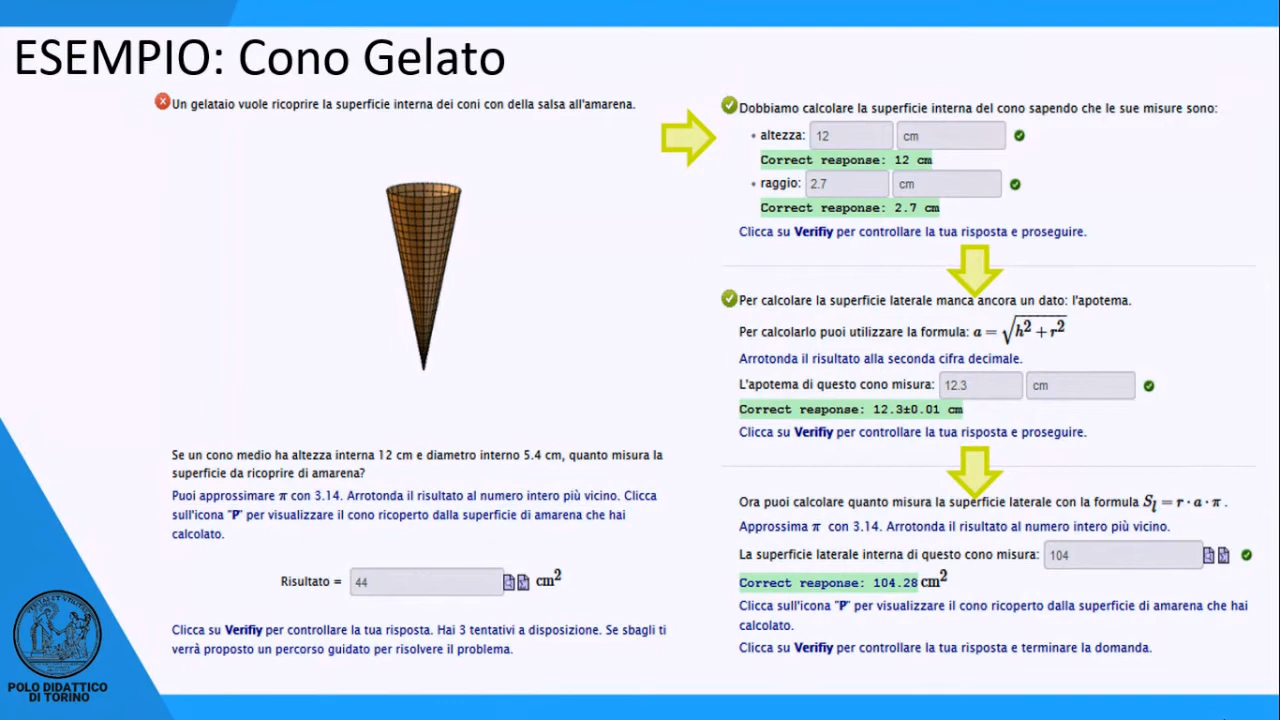 ESEMPIO: Cono Gelato
Un gelataio vuole ricoprire la superficie interna dei coni con della salsa all'amarena.
Se un cono medio ha altezza interna 12 cm e diametro interno 5.4 cm, quanto misura la
superficie da ricoprire di amarena?
Puoi approssimare π con 3.14. Arrotonda il risultato al numero intero più vicino. Clicca
sull'icona "P" per visualizzare il cono ricoperto dalla superficie di amarena che hai
calcolato.
Risultato = 44 cm²
Clicca su Verifiy per controllare la tua risposta. Hai 3 tentativi a disposizione. Se sbagli ti
verrà proposto un percorso guidato per risolvere il problema.
Dobbiamo calcolare la superficie interna del cono sapendo che le sue misure sono:
• altezza: 12 cm
Correct response: 12 cm
• raggio: 2.7 cm
Correct response: 2.7 cm
Clicca su Verifiy per controllare la tua risposta e proseguire.
Per calcolare la superficie laterale manca ancora un dato: l'apotema.
Per calcolarlo puoi utilizzare la formula: a = √h² + r²
Arrotonda il risultato alla seconda cifra decimale.
L'apotema di questo cono misura: 12.3 cm
Correct response: 12.3±0.01 cm
Clicca su Verifiy per controllare la tua risposta e proseguire.
Ora puoi calcolare quanto misura la superficie laterale con la formula Sl = r · a · π .
Approssima π con 3.14. Arrotonda il risultato al numero intero più vicino.
La superficie laterale interna di questo cono misura: 104
Correct response: 104.28 cm²
Clicca sull'icona "P" per visualizzare il cono ricoperto dalla superficie di amarena che hai
calcolato.
Clicca su Verifiy per controllare la tua risposta e terminare la domanda.
POLO DIDATTICO
DI TORINO